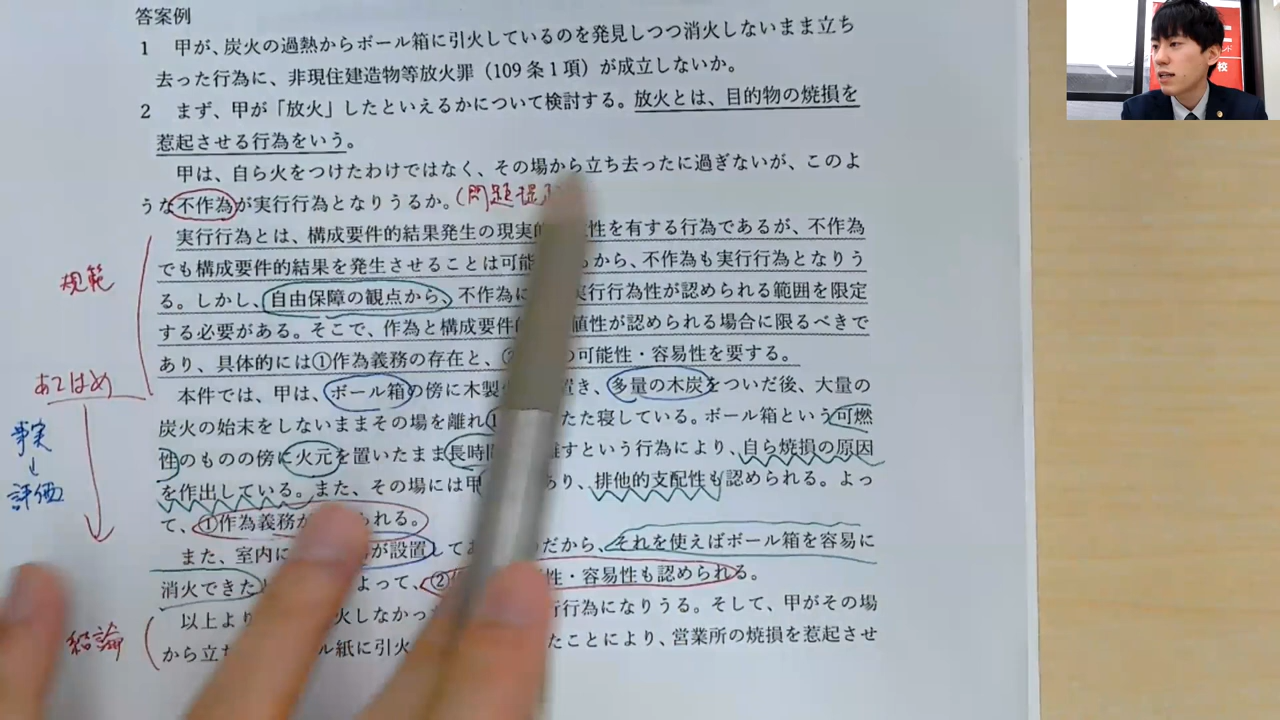 答案例
1 甲が、炭火の過熱からボール箱に引火しているのを発見しつつ消火しないまま立ち
去った行為に、非現住建造物等放火罪（109条1項）が成立しないか。
2 まず、甲が「放火」したといえるかについて検討する。放火とは、目的物の焼損を
惹起させる行為をいう。
甲は、自ら火をつけたわけではなく、その場から立ち去ったに過ぎないが、このよ
うな不作為が実行行為となりうるか。（問題提
実行行為とは、構成要件的結果発生の現実的 性を有する行為であるが、不作為
規範
でも構成要件的結果を発生させることは可能 から、不作為も実行行為となりう
る。しかし、自由保障の観点から、不作為に 実行行為性が認められる範囲を限定
する必要がある。そこで、作為と構成要件的 値性が認められる場合に限るべきで
あり、具体的には①作為義務の存在と、 の可能性・容易性を要する。
あてはめ
本件では、甲は、ボール箱の傍に木製 置き、多量の木炭をついだ後、大量の
炭火の始末をしないままその場を離れ たた寝している。ボール箱という可燃
事実
↓
評価
性のものの傍に火元を置いたまま長時 すという行為により、自ら焼損の原因
を作出している。また、その場には甲 あり、排他的支配性も認められる。よっ
て、①作為義務が られる。
また、室内に が設置して だから、それを使えばボール箱を容易に
消火できた よって、② 性・容易性も認められる。
結論
以上より 火しなかっ 行行為になりうる。そして、甲がその場
から立ち ル紙に引火 たことにより、営業所の焼損を惹起させ
校